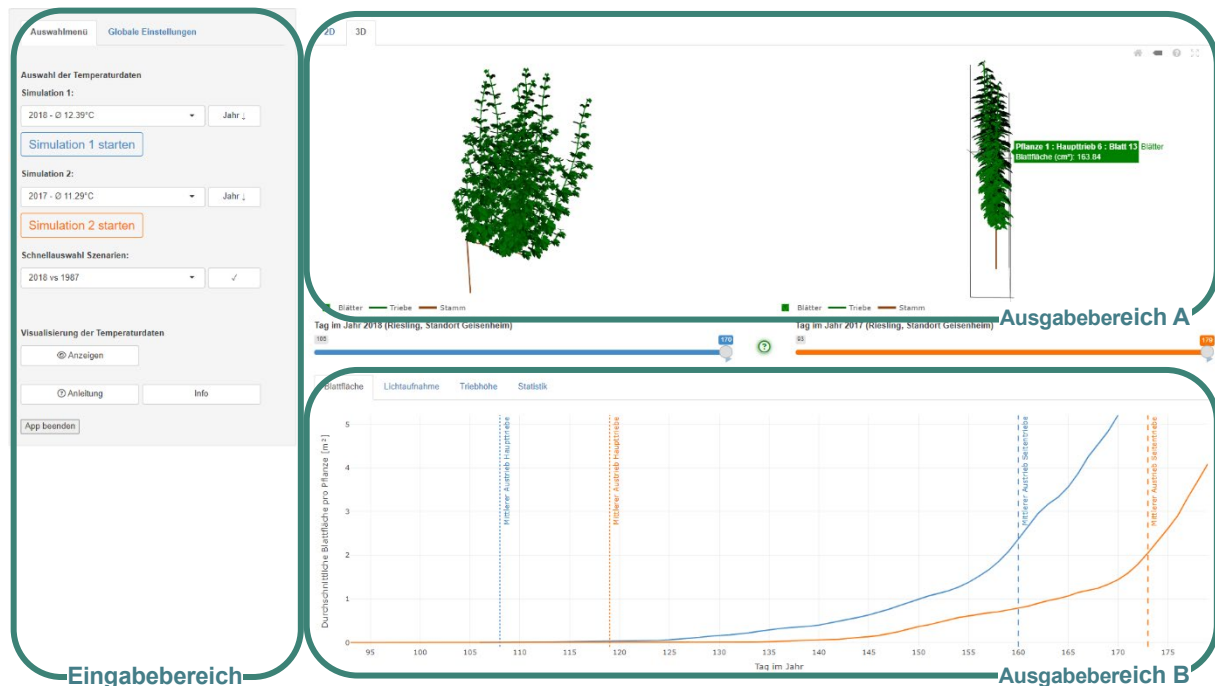 Auswahlmenü
Globale Einstellungen
Auswahl der Temperaturdaten
Simulation 1:
2018 - Ø 12.39°C
Jahr ↓
Simulation 1 starten
Simulation 2:
2017 - Ø 11.29°C
Jahr ↓
Simulation 2 starten
Schnellauswahl Szenarien:
2018 vs 1987
✓
Visualisierung der Temperaturdaten
Anzeigen
Anleitung
Info
App beenden
Eingabebereich
2D
3D
Pflanze 1 : Haupttrieb 6 : Blatt 13
Blattfläche (cm²): 163.84
Blätter
Blätter Triebe Stamm
Blätter Triebe Stamm
Ausgabebereich A
Tag im Jahr 2018 (Riesling, Standort Geisenheim)
170
Tag im Jahr 2017 (Riesling, Standort Geisenheim)
93
Blattfläche
Lichtaufnahme
Triebhöhe
Statistik
Durchschnittliche Blattfläche pro Pflanze [m²]
5
4
3
2
1
0
Mittlerer Austrieb Haupttriebe
Mittlerer Austrieb Haupttriebe
Mittlerer Austrieb Seitentriebe
Mittlerer Austrieb Seitentriebe
95 100 105 110 115 120 125 130 135 140 145 150 155 160 165 170 175
Tag im Jahr
Ausgabebereich B